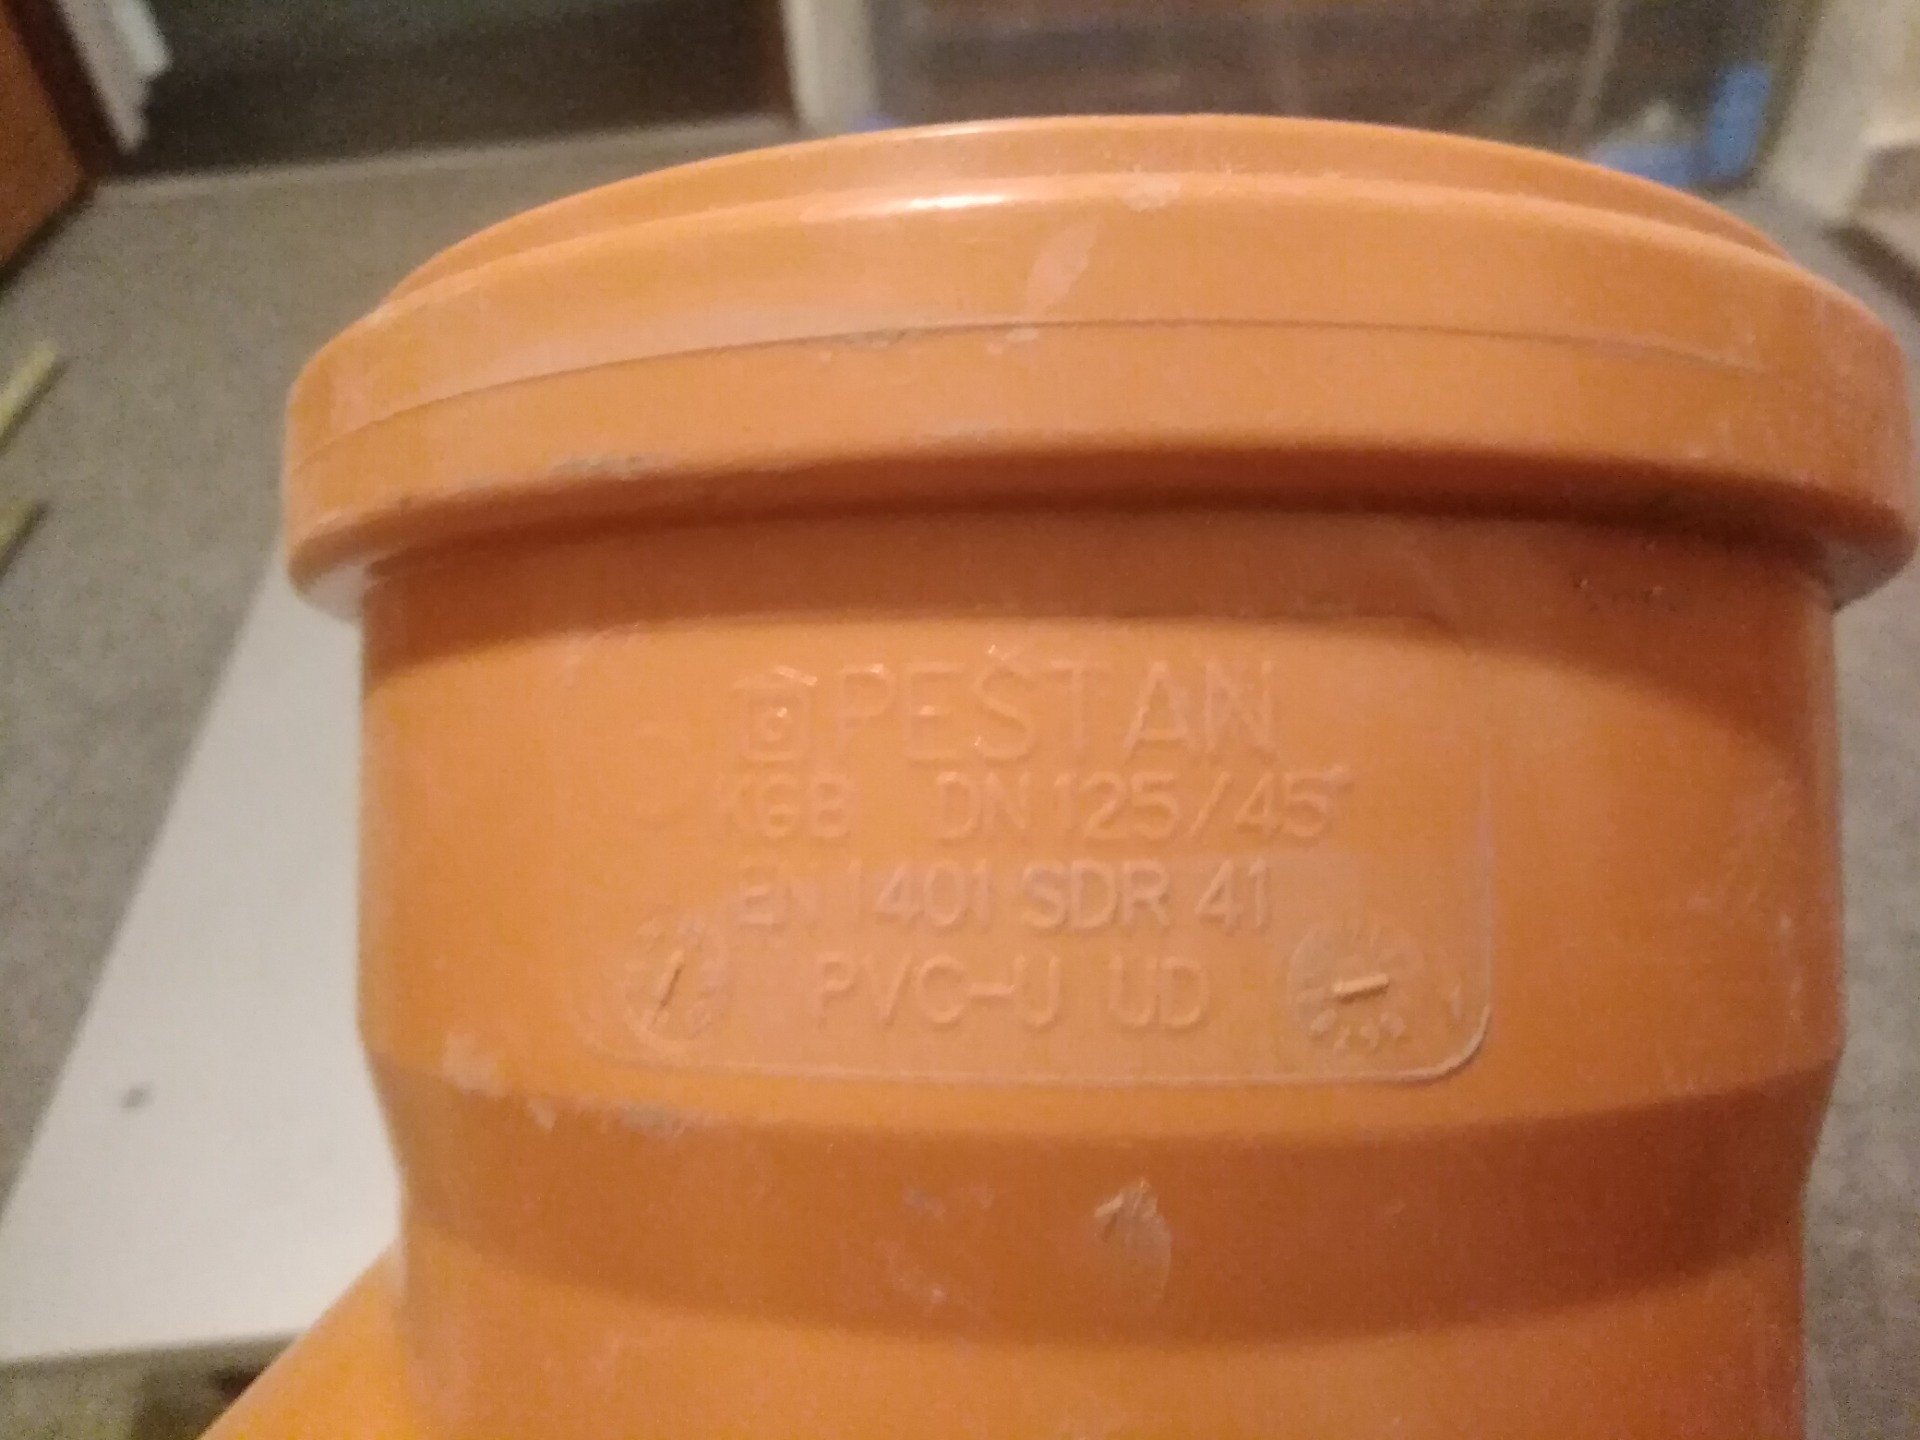 PEŠTAN
KGB DN 125/45°
EN 1401 SDR 41
PVC-U UD